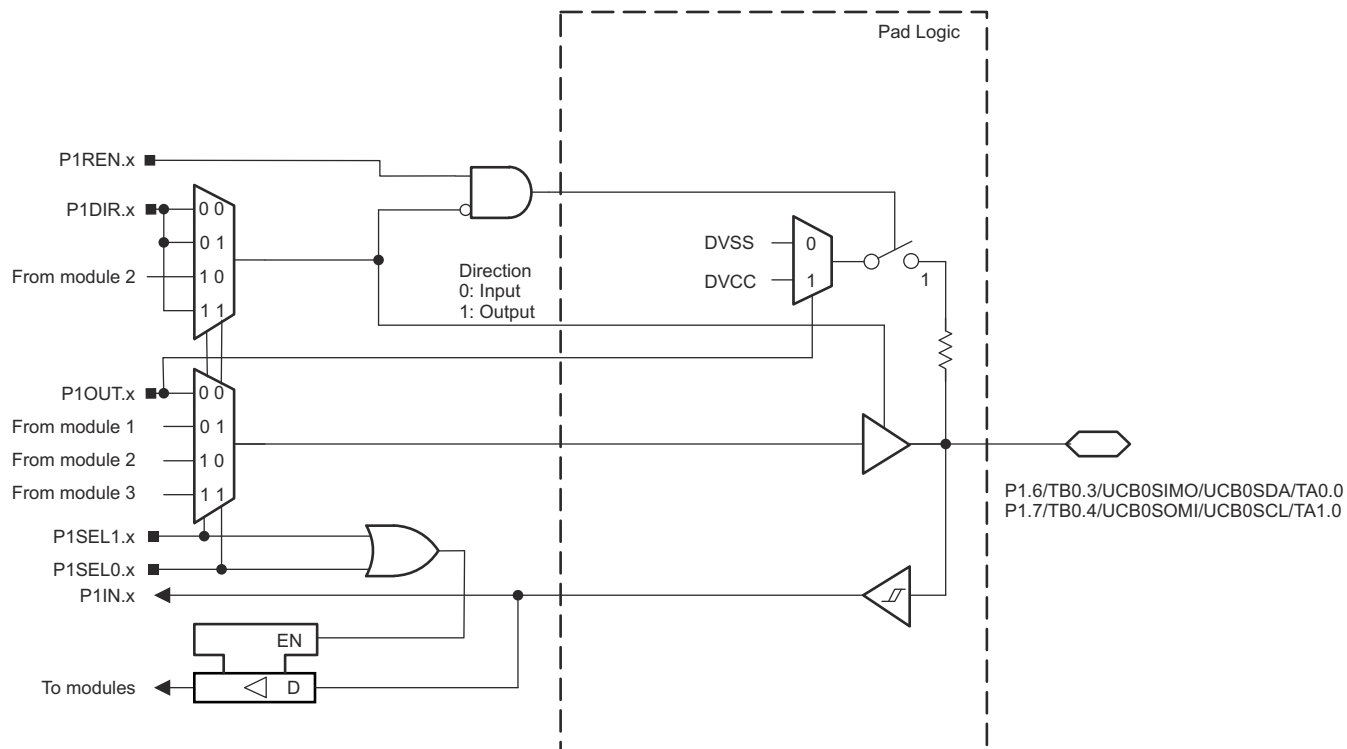 Pad Logic
P1REN.x
P1DIR.x
0 0
0 1
From module 2
1 0
1 1
Direction
0: Input
1: Output
DVSS
0
DVCC
1
1
P1OUT.x
0 0
From module 1
0 1
From module 2
1 0
From module 3
1 1
P1.6/TB0.3/UCB0SIMO/UCB0SDA/TA0.0
P1.7/TB0.4/UCB0SOMI/UCB0SCL/TA1.0
P1SEL1.x
P1SEL0.x
P1IN.x
EN
To modules
D